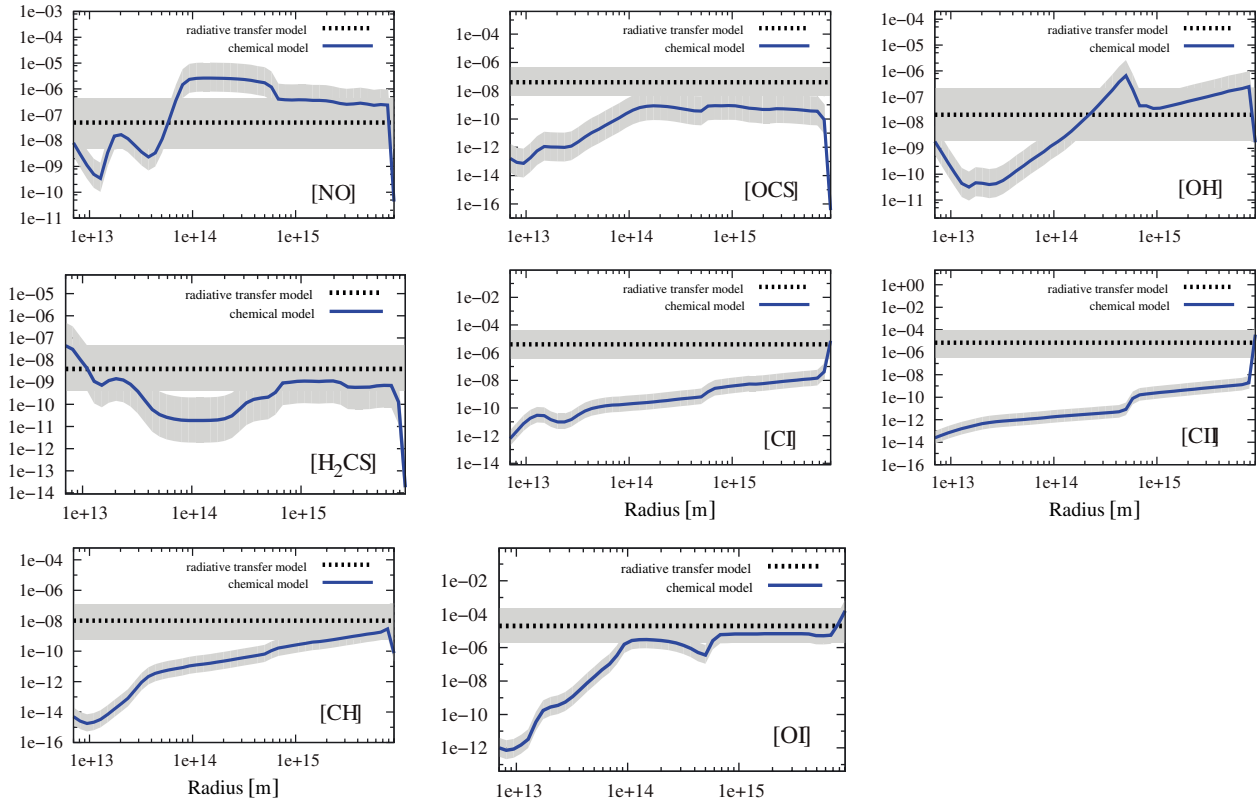 1e−03
1e−04
1e−05
1e−06
1e−07
1e−08
1e−09
1e−10
1e−11
radiative transfer model
chemical model
[NO]
1e+13 1e+14 1e+15
1e−04
1e−06
1e−08
1e−10
1e−12
1e−14
1e−16
radiative transfer model
chemical model
[OCS]
1e+13 1e+14 1e+15
1e−04
1e−05
1e−06
1e−07
1e−08
1e−09
1e−10
1e−11
1e−12
radiative transfer model
chemical model
[OH]
1e+13 1e+14 1e+15
1e−05
1e−06
1e−07
1e−08
1e−09
1e−10
1e−11
1e−12
1e−13
1e−14
radiative transfer model
chemical model
[H2CS]
1e+13 1e+14 1e+15
1e−02
1e−04
1e−06
1e−08
1e−10
1e−12
1e−14
radiative transfer model
chemical model
[CI]
1e+13 1e+14 1e+15
Radius [m]
1e+00
1e−02
1e−04
1e−06
1e−08
1e−10
1e−12
1e−14
1e−16
radiative transfer model
chemical model
[CII]
1e+13 1e+14 1e+15
Radius [m]
1e−04
1e−06
1e−08
1e−10
1e−12
1e−14
1e−16
radiative transfer model
chemical model
[CH]
1e+13 1e+14 1e+15
Radius [m]
1e−02
1e−04
1e−06
1e−08
1e−10
1e−12
radiative transfer model
chemical model
[OI]
1e+13 1e+14 1e+15